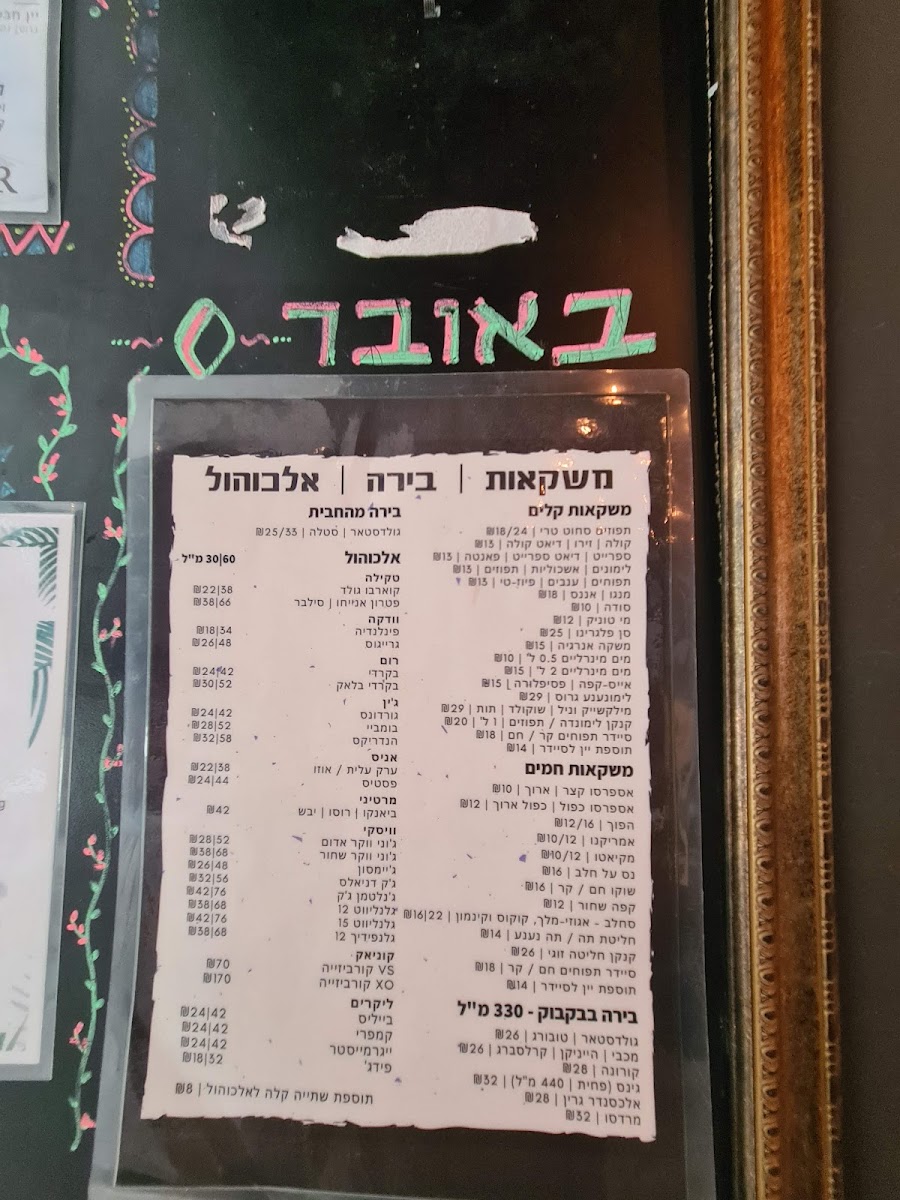 באובר
משקאות | בירה | אלכוהול
משקאות קלים
תפוזים סחוט טרי | ₪18/24
קולה | זירו | דיאט קולה | ₪13
ספרייט | דיאט ספרייט | פאנטה | ₪13
לימונים | אשכוליות | תפוזים | ₪13
תפוחים | ענבים | פיוז-טי | ₪13
מנגו | אננס | ₪18
סודה | ₪10
מי טוניק | ₪12
סן פלגרינו | ₪25
משקה אנרגיה | ₪15
מים מינרליים 0.5 ל' | ₪10
מים מינרליים 2 ל' | ₪15
אייס-קפה | פסיפלורה | ₪15
לימונענע גרוס | ₪29
מילקשייק וניל | שוקולד | תות | ₪29
קנקן לימונדה / תפוזים | 1 ל' | ₪20
סיידר תפוחים קר / חם | ₪18
תוספת יין לסיידר | ₪14
משקאות חמים
אספרסו קצר | ארוך | ₪10
אספרסו כפול | כפול ארוך | ₪12
הפוך | ₪12/16
אמריקנו | ₪10/12
מקיאטו | ₪10/12
נס על חלב | ₪16
שוקו חם / קר | ₪16
קפה שחור | ₪12
סחלב - אגוזי-מלך, קוקוס וקינמון | ₪16|22
חליטת תה / תה נענע | ₪14
קנקן חליטה זוגי | ₪26
סיידר תפוחים חם / קר | ₪18
תוספת יין לסיידר | ₪14
בירה בבקבוק - 330 מ"ל
גולדסטאר | טובורג | ₪26
מכבי | הייניקן | קרלסברג | ₪26
קורונה | ₪28
גינס (פחית | 440 מ"ל) | ₪32
אלכסנדר גרין | ₪28
מרדסו | ₪32
בירה מהחבית
גולדסטאר | סטלה | ₪25/33
אלכוהול 30|60 מ"ל
טקילה
קוארבו גולד ₪22|38
פטרון אנייחו | סילבר ₪38|66
וודקה
פינלנדיה ₪18|34
גרייגוס ₪26|48
רום
בקרדי ₪24|42
בקרדי בלאק ₪30|52
ג'ין
גורדונס ₪24|42
בומביי ₪28|52
הנדריקס ₪32|58
אניס
ערק עלית / אוזו ₪22|38
פסטיס ₪24|44
מרטיני
ביאנקו | רוסו | יבש ₪42
וויסקי
ג'וני ווקר אדום ₪28|52
ג'וני ווקר שחור ₪38|68
ג'יימסון ₪26|48
ג'ק דניאלס ₪32|56
ג'נלטמן ג'ק ₪42|76
גלנליווט 12 ₪38|68
גלנליווט 15 ₪42|76
גלנפידיך 12 ₪38|68
קוניאק
VS קורביזייה ₪70
XO קורביזייה ₪170
ליקרים
בייליס ₪24|42
קמפרי ₪24|42
ייגרמייסטר ₪24|42
פידג' ₪18|32
תוספת שתייה קלה לאלכוהול | ₪8